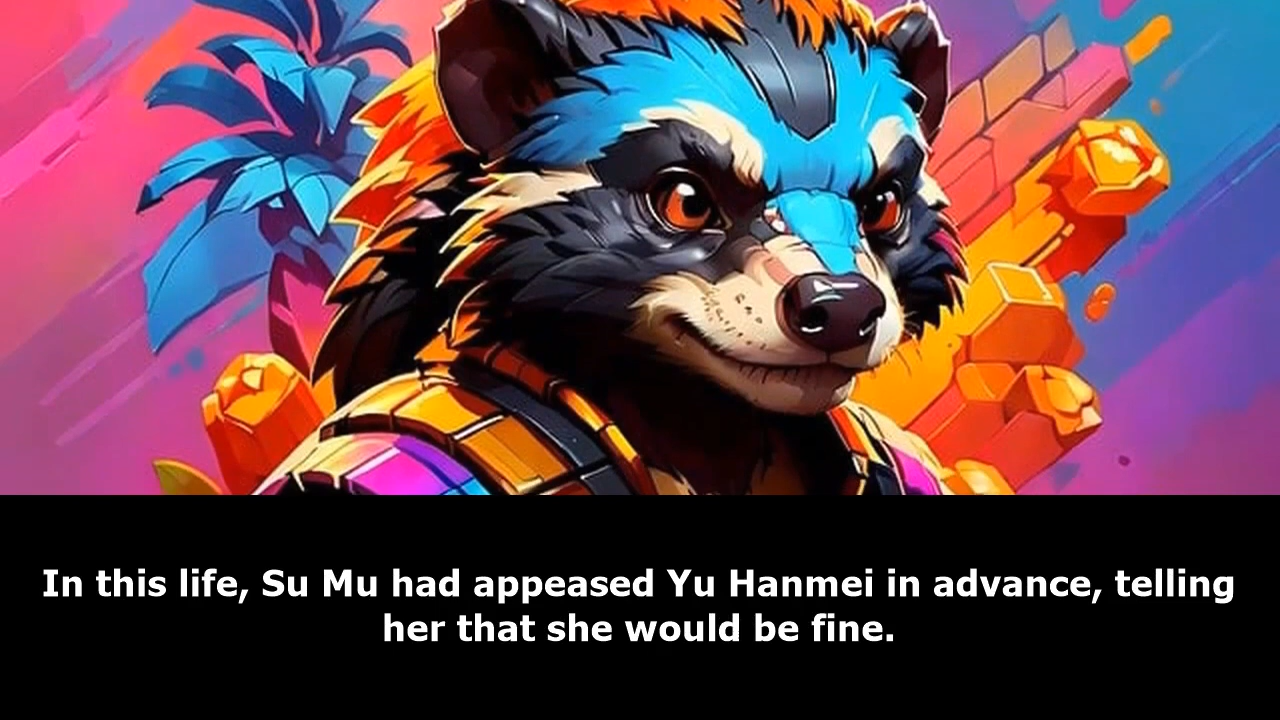 In this life, Su Mu had appeased Yu Hanmei in advance, telling
her that she would be fine.